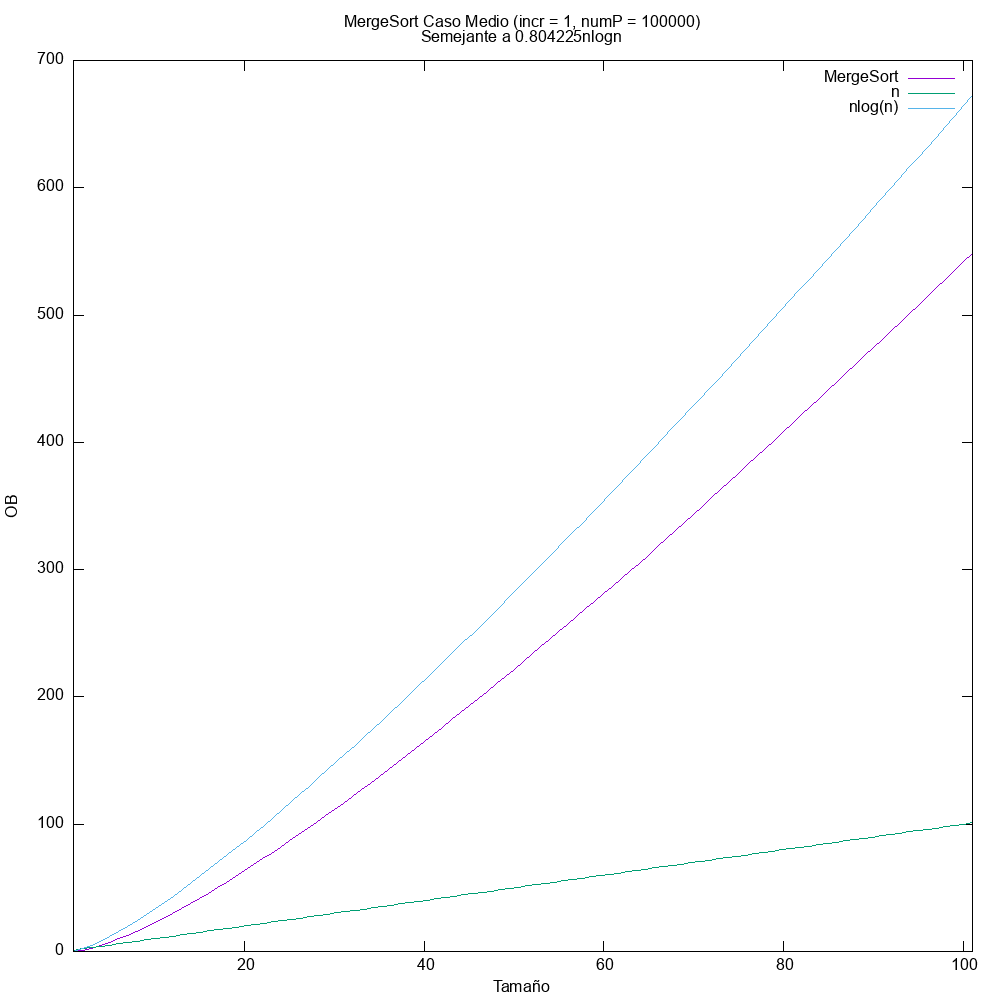 MergeSort Caso Medio (incr = 1, numP = 100000)
Semejante a 0.804225nlogn
MergeSort
n
nlog(n)
700
600
500
400
300
200
100
0
OB
20
40
60
80
100
Tamaño